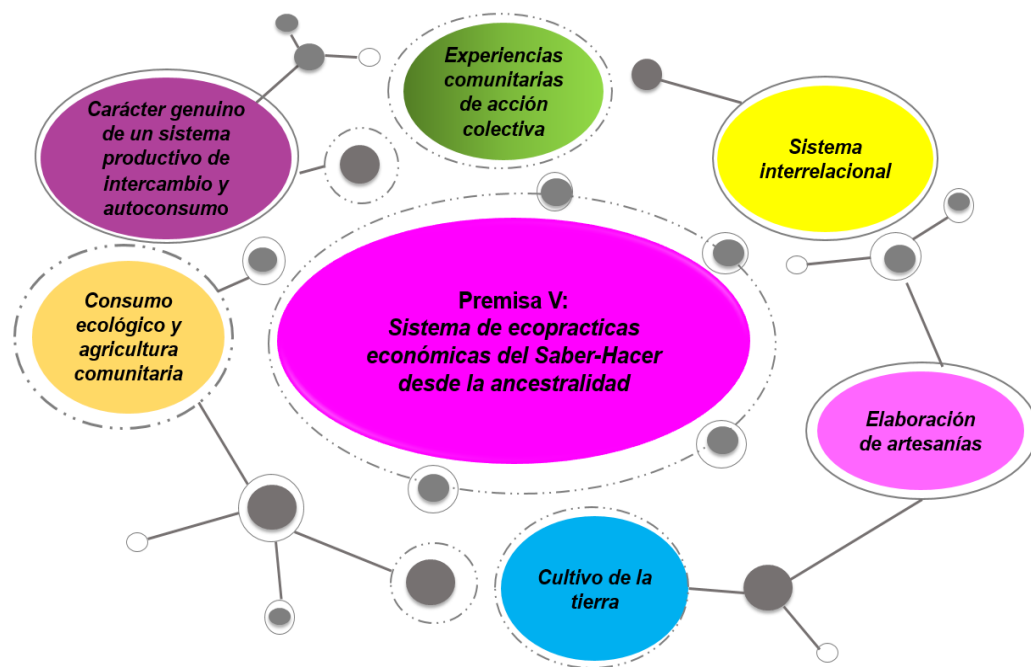 Experiencias
comunitarias
de acción
colectiva
Carácter genuino
de un sistema
productivo de
intercambio y
autoconsumo
Sistema
interrelacional
Consumo
ecológico y
agricultura
comunitaria
Premisa V:
Sistema de ecopracticas
económicas del Saber-Hacer
desde la ancestralidad
Elaboración
de artesanías
Cultivo de la
tierra